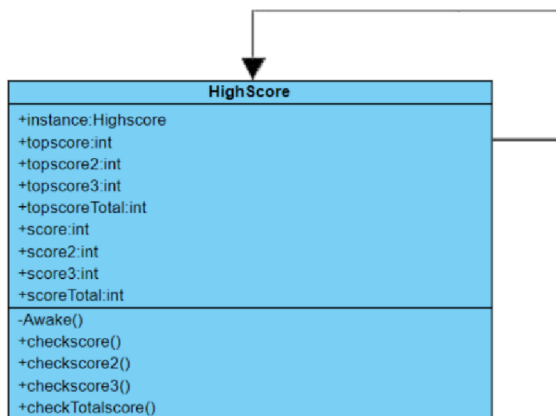 HighScore
+instance:Highscore
+topscore:int
+topscore2:int
+topscore3:int
+topscoreTotal:int
+score:int
+score2:int
+score3:int
+scoreTotal:int
-Awake()
+checkscore()
+checkscore2()
+checkscore3()
+checkTotalscore()